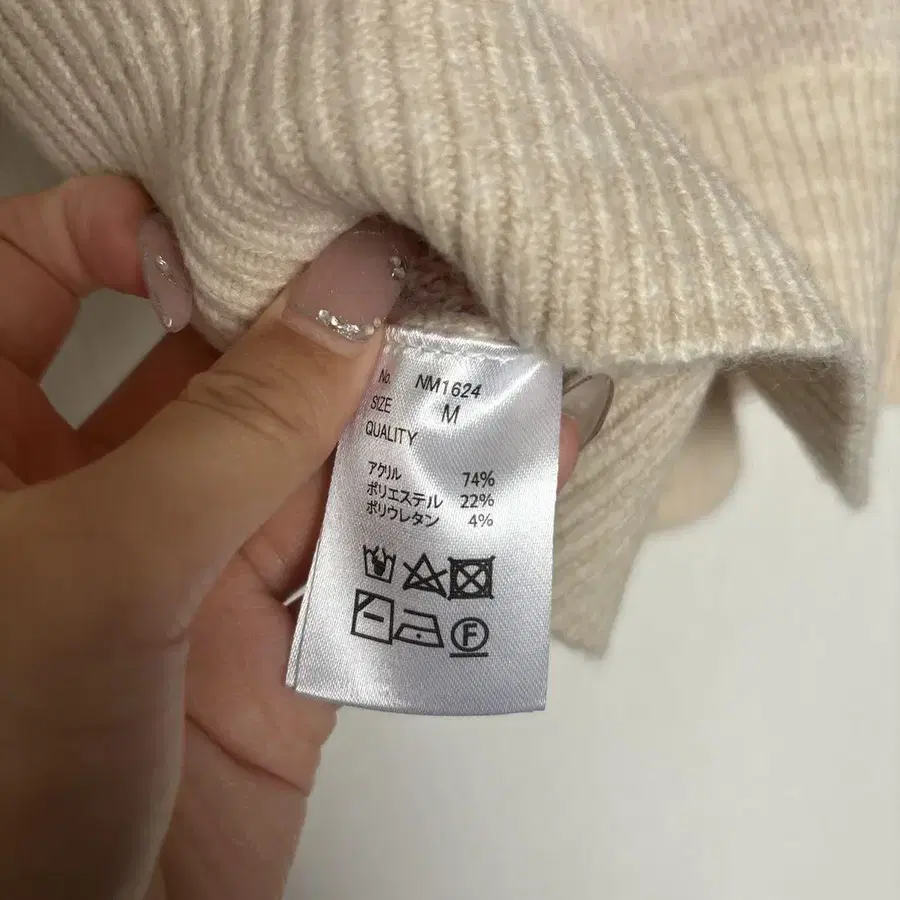 No. NM1624
SIZE M
QUALITY
アクリル 74%
ポリエステル 22%
ポリウレタン 4%
F